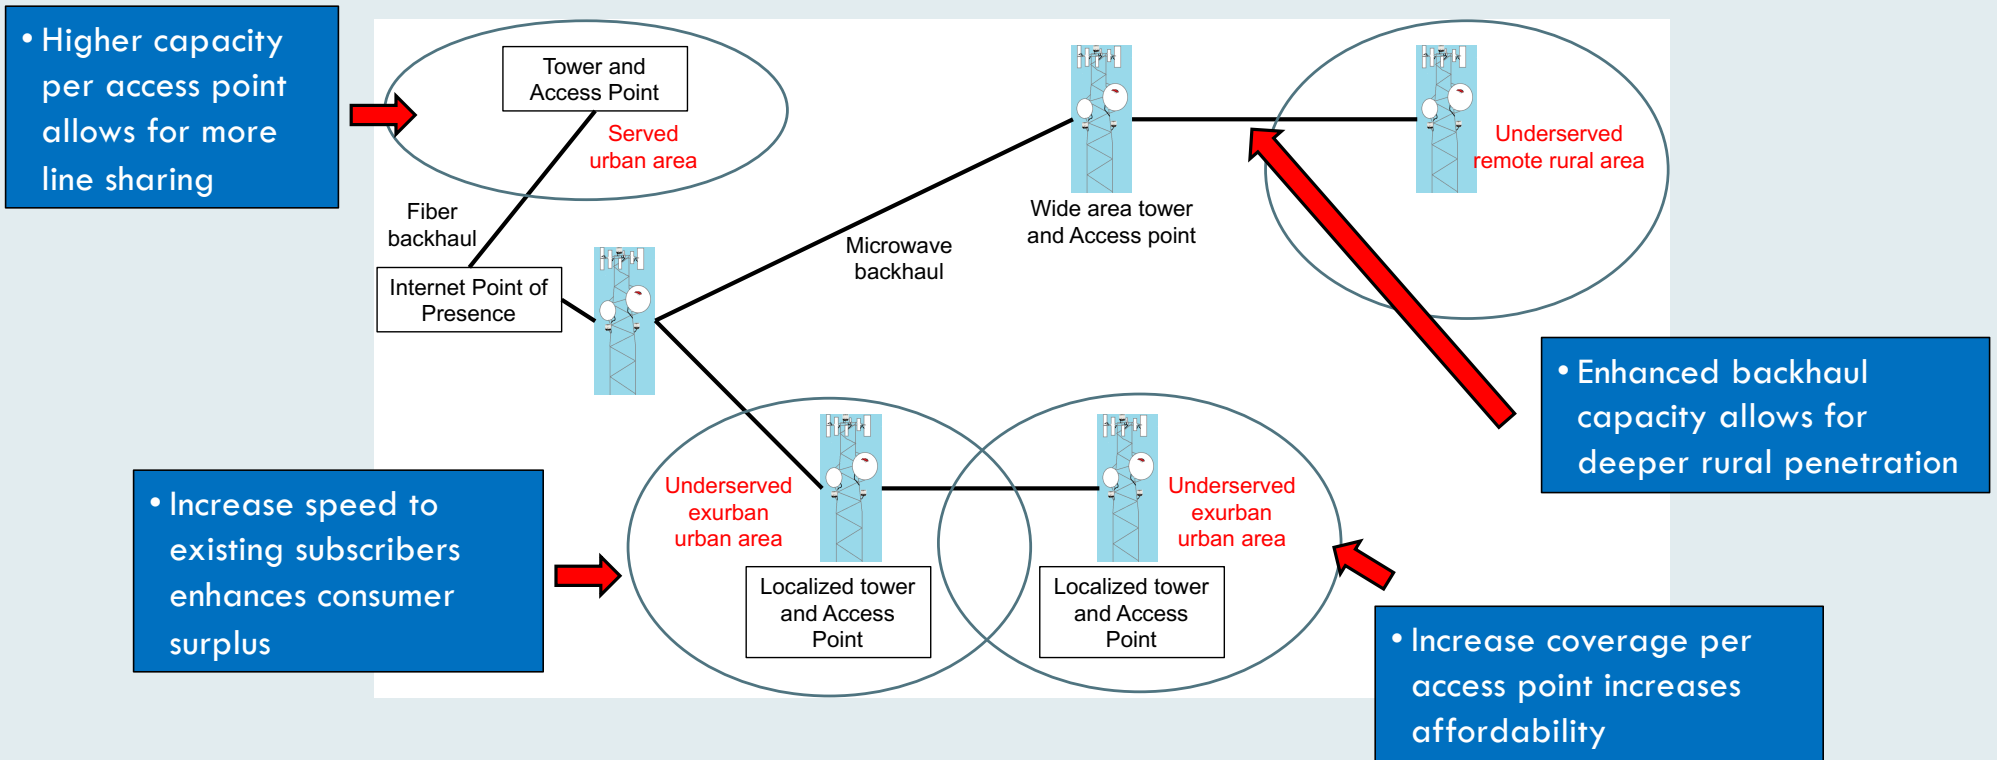 • Higher capacity
per access point
allows for more
line sharing
Tower and
Access Point
Served
urban area
Fiber
backhaul
Internet Point of
Presence
Microwave
backhaul
Wide area tower
and Access point
Underserved
remote rural area
• Enhanced backhaul
capacity allows for
deeper rural penetration
• Increase speed to
existing subscribers
enhances consumer
surplus
Underserved
exurban
urban area
Localized tower
and Access
Point
Underserved
exurban
urban area
Localized tower
and Access
Point
• Increase coverage per
access point increases
affordability